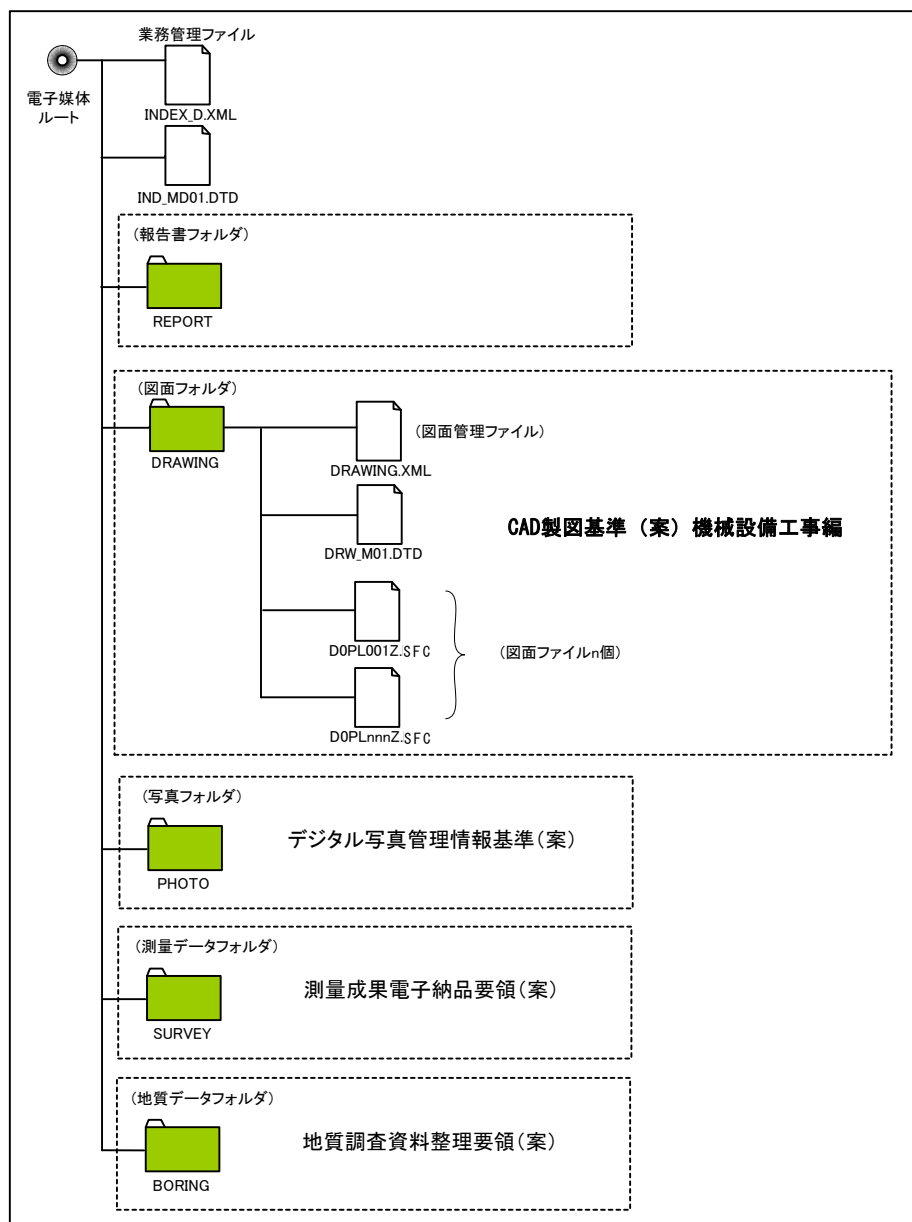 業務管理ファイル
電子媒体
ルート
INDEX_D.XML
IND_MD01.DTD
(報告書フォルダ)
REPORT
(図面フォルダ)
DRAWING
(図面管理ファイル)
DRAWING.XML
DRW_M01.DTD
CAD製図基準（案）機械設備工事編
D0PL001Z.SFC
(図面ファイルn個)
D0PLnnnZ.SFC
(写真フォルダ)
デジタル写真管理情報基準(案)
PHOTO
(測量データフォルダ)
測量成果電子納品要領(案)
SURVEY
(地質データフォルダ)
地質調査資料整理要領(案)
BORING